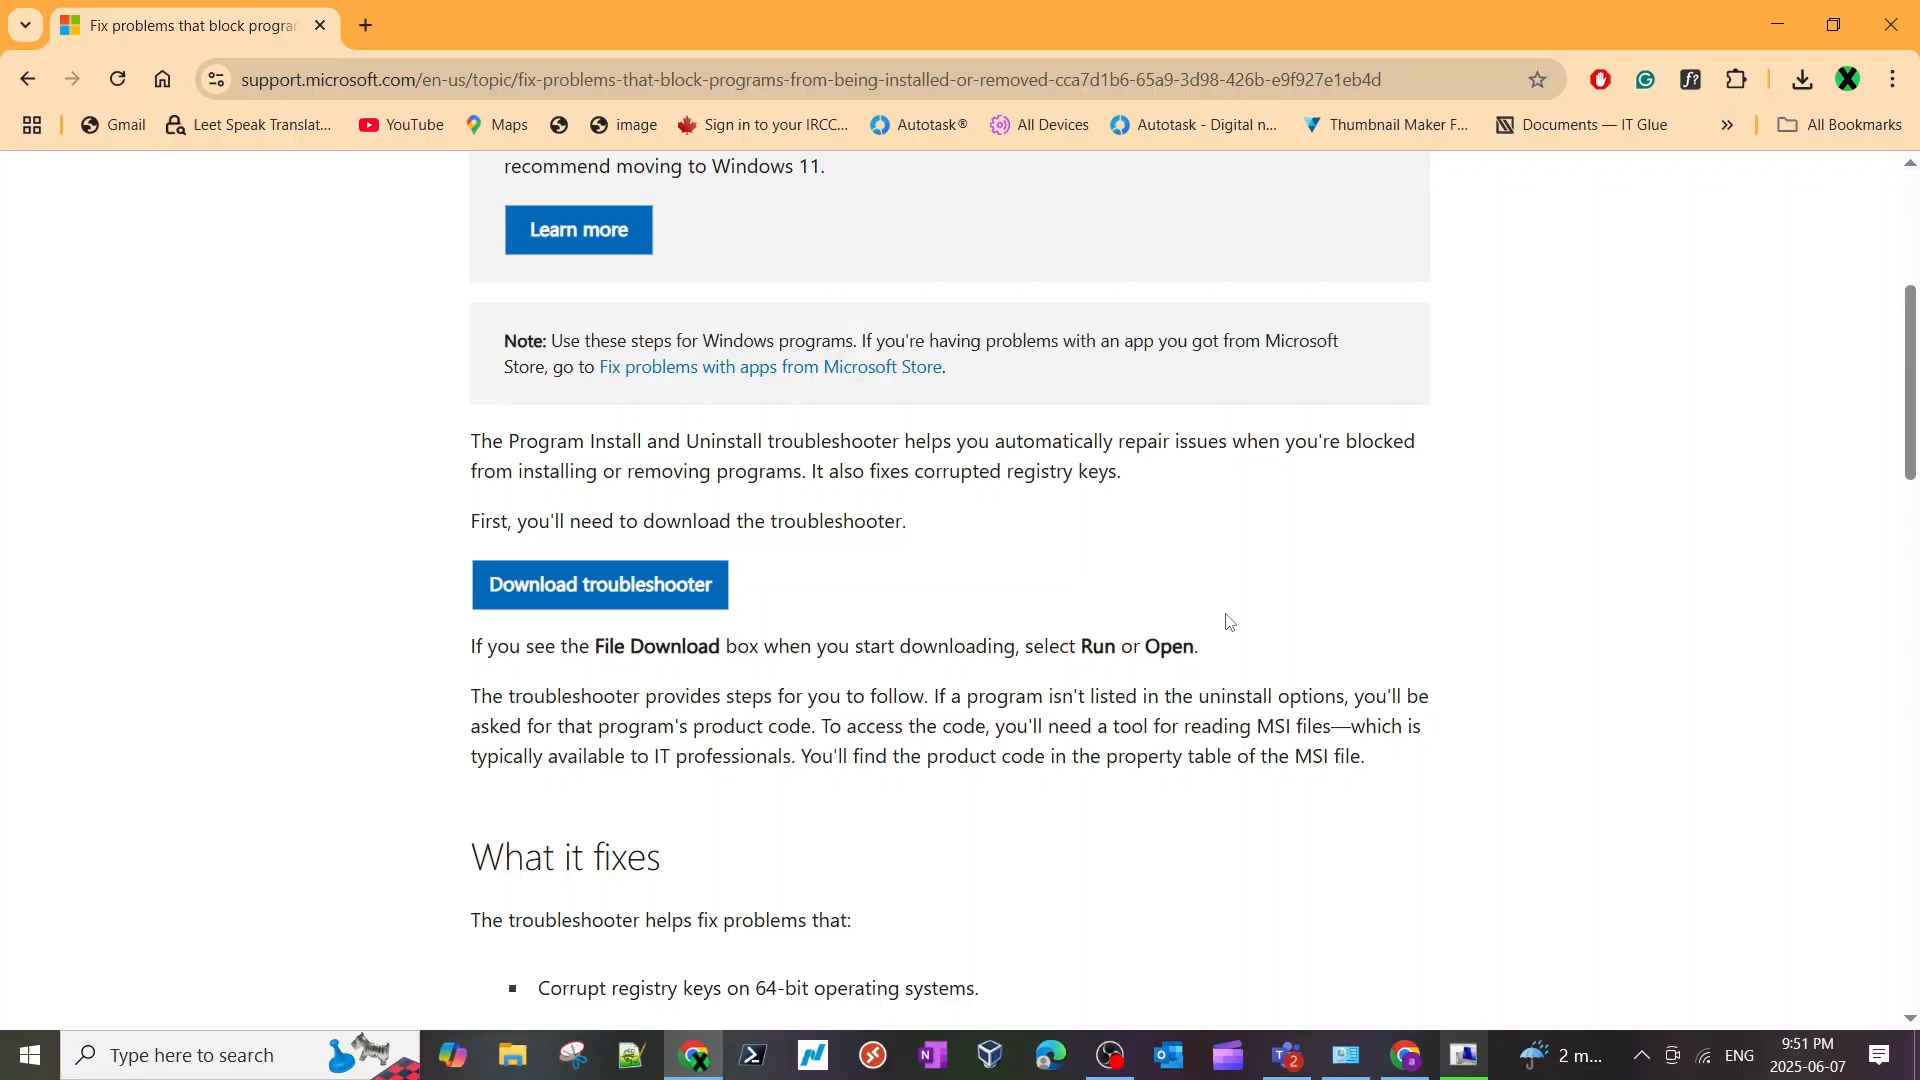 Fix problems that block progra
support.microsoft.com/en-us/topic/fix-problems-that-block-programs-from-being-installed-or-removed-cca7d1b6-65a9-3d98-426b-e9f927e1eb4d
Gmail Leet Speak Translat... YouTube Maps image Sign in to your IRCC... Autotask® All Devices Autotask - Digital n... Thumbnail Maker F... Documents — IT Glue » All Bookmarks
recommend moving to Windows 11.
Learn more
Note: Use these steps for Windows programs. If you're having problems with an app you got from Microsoft
Store, go to Fix problems with apps from Microsoft Store.
The Program Install and Uninstall troubleshooter helps you automatically repair issues when you're blocked
from installing or removing programs. It also fixes corrupted registry keys.
First, you'll need to download the troubleshooter.
Download troubleshooter
If you see the File Download box when you start downloading, select Run or Open.
The troubleshooter provides steps for you to follow. If a program isn't listed in the uninstall options, you'll be
asked for that program's product code. To access the code, you'll need a tool for reading MSI files—which is
typically available to IT professionals. You'll find the product code in the property table of the MSI file.
What it fixes
The troubleshooter helps fix problems that:
▪ Corrupt registry keys on 64-bit operating systems.
Type here to search
2 m...
ENG
9:51 PM
2025-06-07